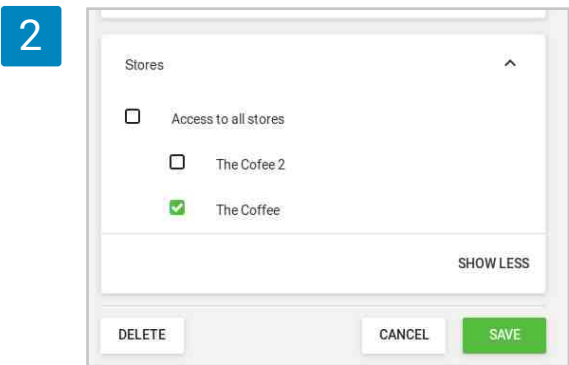 2
Stores
Access to all stores
The Cofee 2
The Coffee
SHOW LESS
DELETE CANCEL SAVE